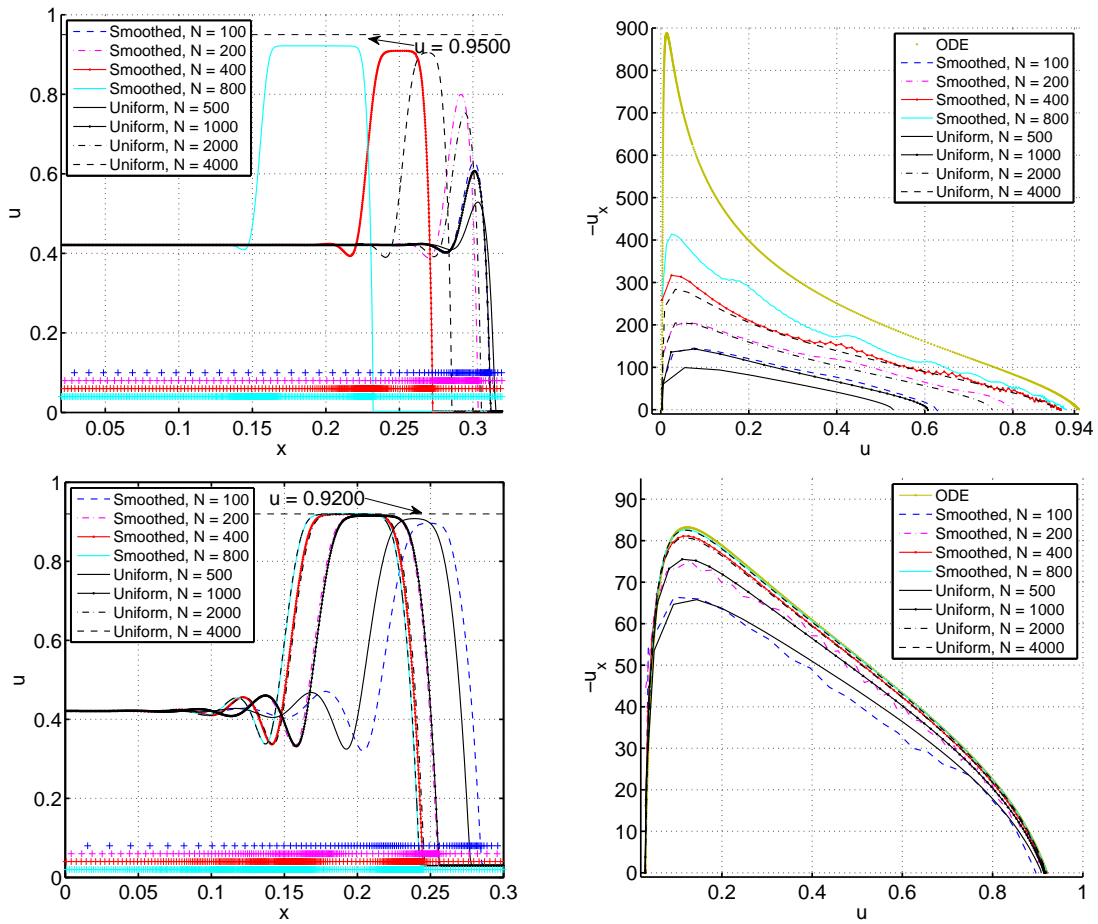 u = 0.9500
Smoothed, N = 100
Smoothed, N = 200
Smoothed, N = 400
Smoothed, N = 800
Uniform, N = 500
Uniform, N = 1000
Uniform, N = 2000
Uniform, N = 4000
1
0.8
0.6
0.4
0.2
0
u
0.05 0.1 0.15 0.2 0.25 0.3
x
ODE
Smoothed, N = 100
Smoothed, N = 200
Smoothed, N = 400
Smoothed, N = 800
Uniform, N = 500
Uniform, N = 1000
Uniform, N = 2000
Uniform, N = 4000
900
800
700
600
900
400
300
200
100
0
-u_x
0 0.2 0.4 0.6 0.8 0.94
u
u = 0.9200
Smoothed, N = 100
Smoothed, N = 200
Smoothed, N = 400
Smoothed, N = 800
Uniform, N = 500
Uniform, N = 1000
Uniform, N = 2000
Uniform, N = 4000
1
0.8
0.6
0.4
0.2
0
u
0 0.05 0.1 0.15 0.2 0.25 0.3
x
ODE
Smoothed, N = 100
Smoothed, N = 200
Smoothed, N = 400
Smoothed, N = 800
Uniform, N = 500
Uniform, N = 1000
Uniform, N = 2000
Uniform, N = 4000
90
80
70
60
50
40
30
20
10
0
-u_x
0.2 0.4 0.6 0.8 1
u